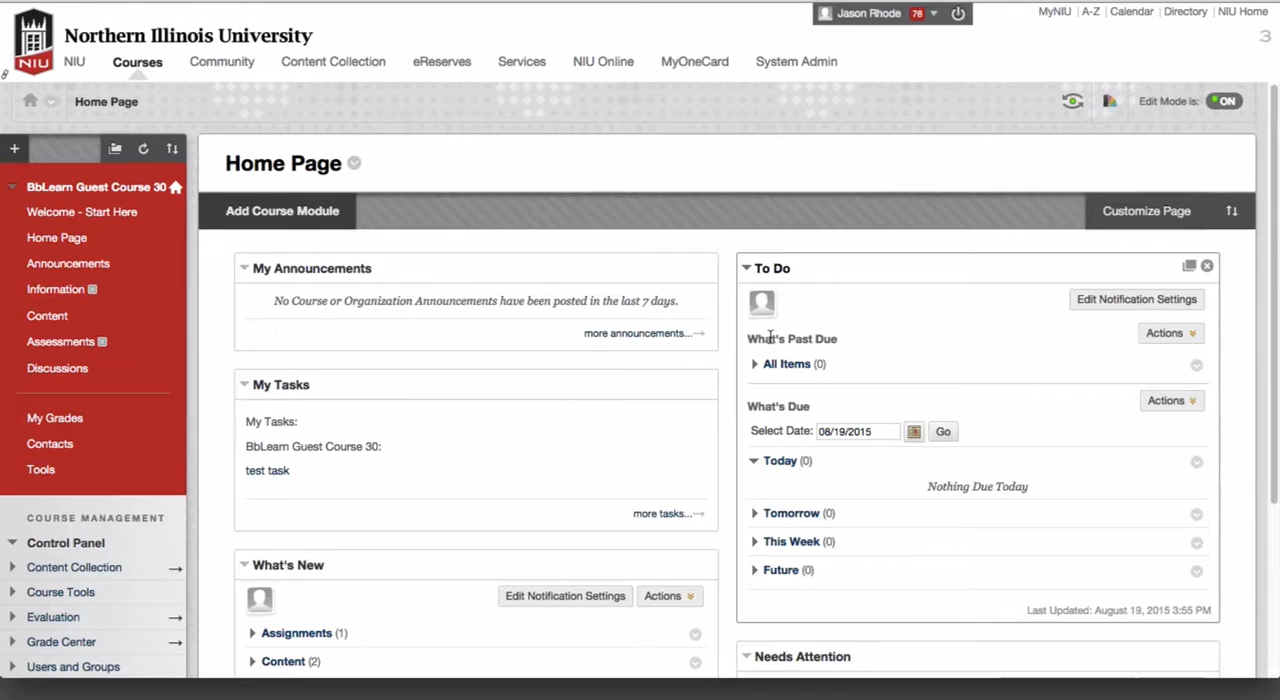 Jason Rhode 76
MyNIU A-Z Calendar Directory NIU Home
3
Northern Illinois University
NIU
NIU Courses Community Content Collection eReserves Services NIU Online MyOneCard System Admin
Home Page
Edit Mode is: ON
BbLearn Guest Course 30
Welcome - Start Here
Home Page
Announcements
Information
Content
Assessments
Discussions
My Grades
Contacts
Tools
COURSE MANAGEMENT
Control Panel
Content Collection
Course Tools
Evaluation
Grade Center
Users and Groups
Home Page
Add Course Module
Customize Page
My Announcements
No Course or Organization Announcements have been posted in the last 7 days.
more announcements...→
My Tasks
My Tasks:
BbLearn Guest Course 30:
test task
more tasks...→
What's New
Edit Notification Settings Actions
Assignments (1)
Content (2)
To Do
Edit Notification Settings
What's Past Due
Actions
All Items (0)
What's Due
Actions
Select Date: 08/19/2015 Go
Today (0)
Nothing Due Today
Tomorrow (0)
This Week (0)
Future (0)
Last Updated: August 19, 2015 3:55 PM
Needs Attention